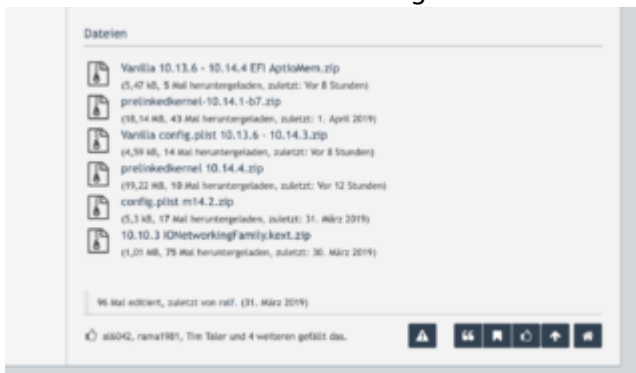 Dateien
Vanilla 10.13.6 - 10.14.4 EFI AptioMem.zip
(5,47 kB, 5 Mal heruntergeladen, zuletzt: Vor 8 Stunden)
prelinkedkernel-10.14.1-b7.zip
(18,14 MB, 43 Mal heruntergeladen, zuletzt: 1. April 2019)
Vanilla config.plist 10.13.6 - 10.14.3.zip
(4,59 kB, 14 Mal heruntergeladen, zuletzt: Vor 8 Stunden)
prelinkedkernel 10.14.4.zip
(19,22 MB, 10 Mal heruntergeladen, zuletzt: Vor 12 Stunden)
config.plist m14.2.zip
(5,3 kB, 17 Mal heruntergeladen, zuletzt: 31. März 2019)
10.10.3 IONetworkingFamily.kext.zip
(1,01 MB, 75 Mal heruntergeladen, zuletzt: 30. März 2019)
96 Mal editiert, zuletzt von ralf. (31. März 2019)
al6042, rama1981, Tim Taler und 4 weiteren gefällt das.